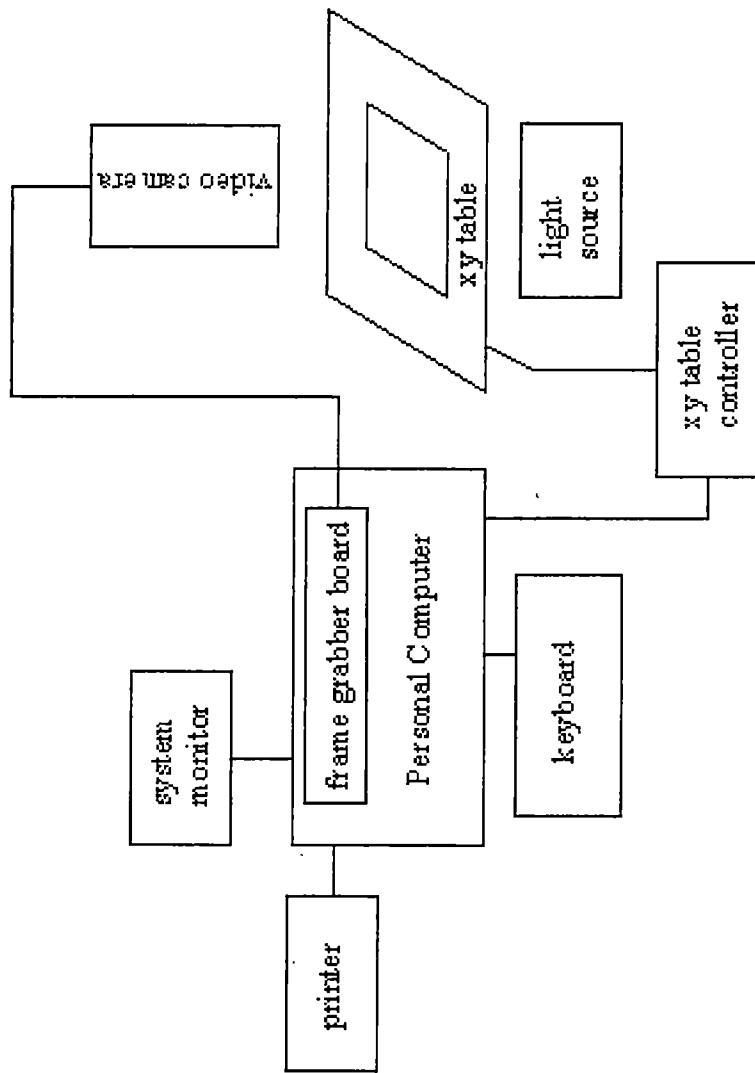 video camera
xy table
light
source
xy table
controller
system
monitor
frame grabber board
Personal Computer
keyboard
printer